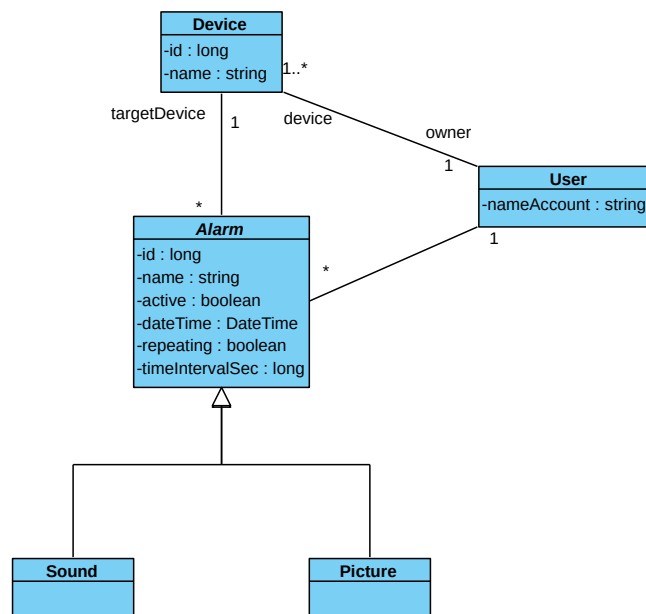 Device
-id : long
-name : string
1..*
targetDevice
1
device
owner
1
User
-nameAccount : string
1
*
Alarm
-id : long
-name : string
-active : boolean
-dateTime : DateTime
-repeating : boolean
-timeIntervalSec : long
*
Sound
Picture